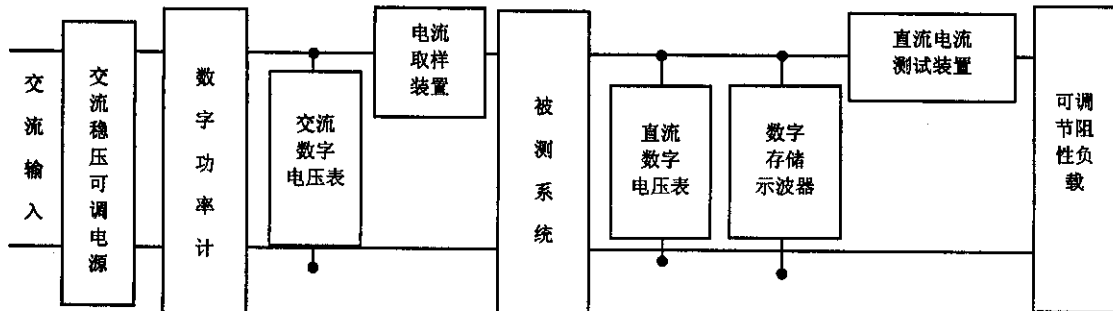 交流输入
交流稳压可调电源
数字功率计
交流
数字
电压表
电流
取样
装置
被测系统
直流
数字
电压表
数字
存储
示波器
直流电流
测试装置
可调
节阻
性负
载